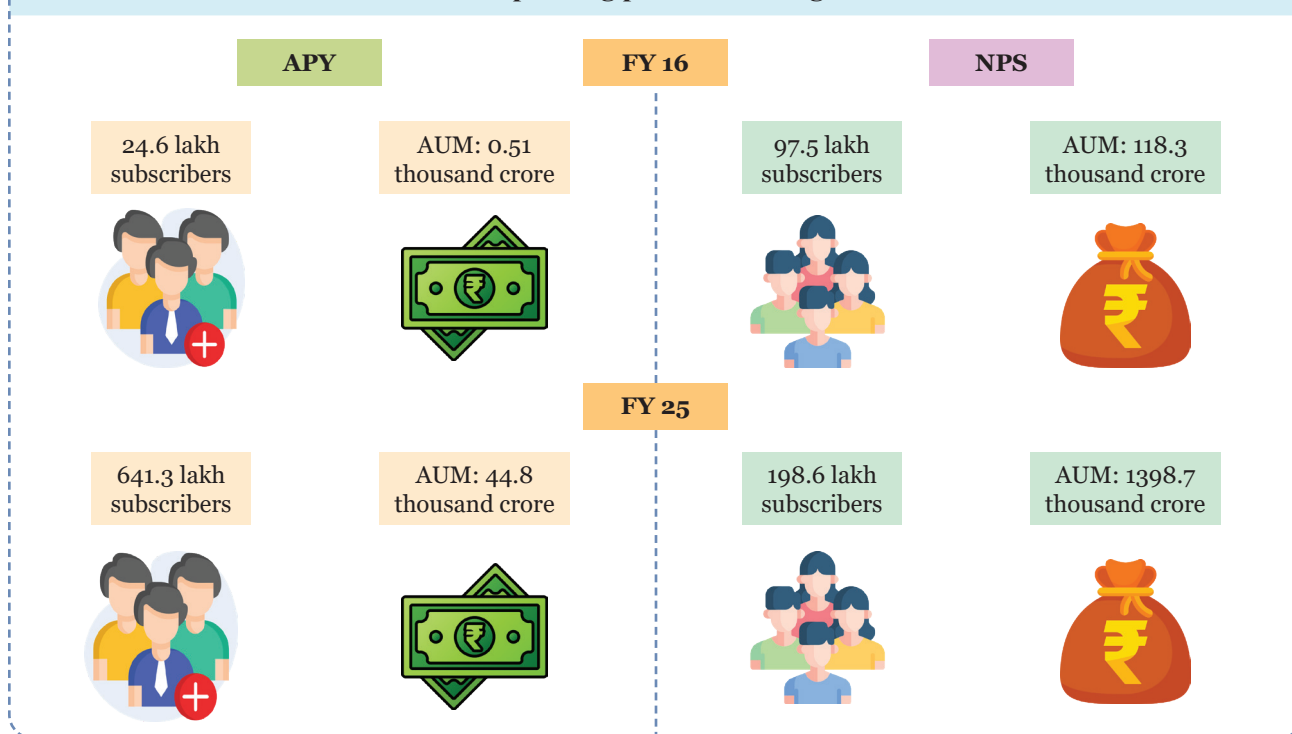 APY
FY 16
NPS
24.6 lakh
subscribers
AUM: 0.51
thousand crore
97.5 lakh
subscribers
AUM: 118.3
thousand crore
₹
₹
FY 25
641.3 lakh
subscribers
AUM: 44.8
thousand crore
198.6 lakh
subscribers
AUM: 1398.7
thousand crore
₹
₹